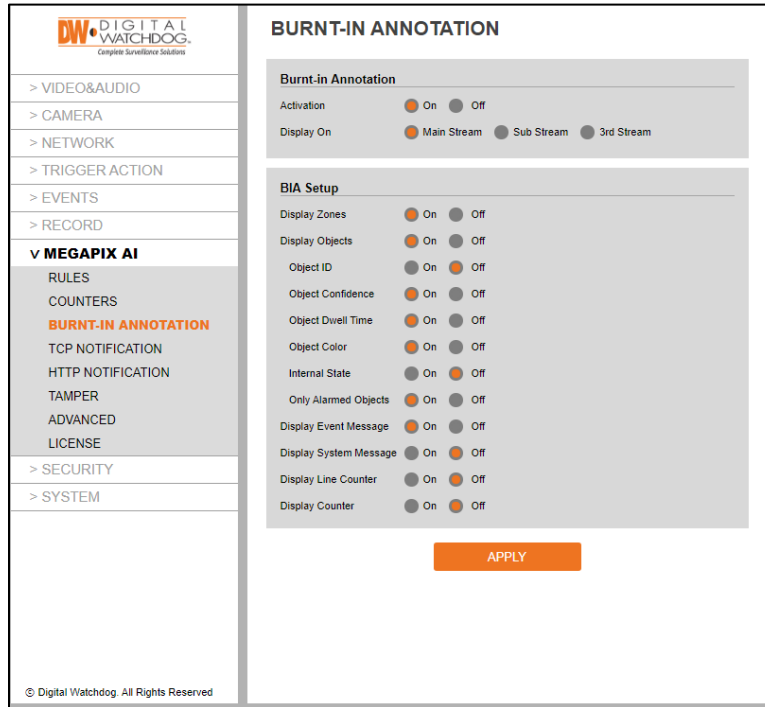 DW DIGITAL
WATCHDOG.
Complete Surveillance Solutions
> VIDEO&AUDIO
> CAMERA
> NETWORK
> TRIGGER ACTION
> EVENTS
> RECORD
v MEGAPIX AI
RULES
COUNTERS
BURNT-IN ANNOTATION
TCP NOTIFICATION
HTTP NOTIFICATION
TAMPER
ADVANCED
LICENSE
> SECURITY
> SYSTEM
© Digital Watchdog. All Rights Reserved
BURNT-IN ANNOTATION
Burnt-in Annotation
Activation On Off
Display On Main Stream Sub Stream 3rd Stream
BIA Setup
Display Zones On Off
Display Objects On Off
Object ID On Off
Object Confidence On Off
Object Dwell Time On Off
Object Color On Off
Internal State On Off
Only Alarmed Objects On Off
Display Event Message On Off
Display System Message On Off
Display Line Counter On Off
Display Counter On Off
APPLY